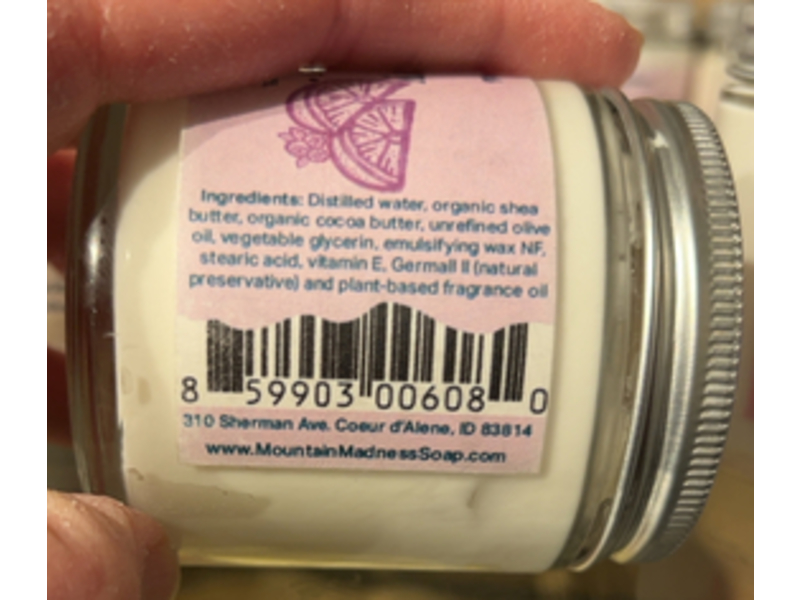 Ingredients: Distilled water, organic shea
butter, organic cocoa butter, unrefined olive
oil, vegetable glycerin, emulsifying wax NF,
stearic acid, vitamin E, Germall II (natural
preservative) and plant-based fragrance oil
8 59903 00608 0
310 Sherman Ave. Coeur d'Alene, ID 83814
www.MountainMadnessSoap.com